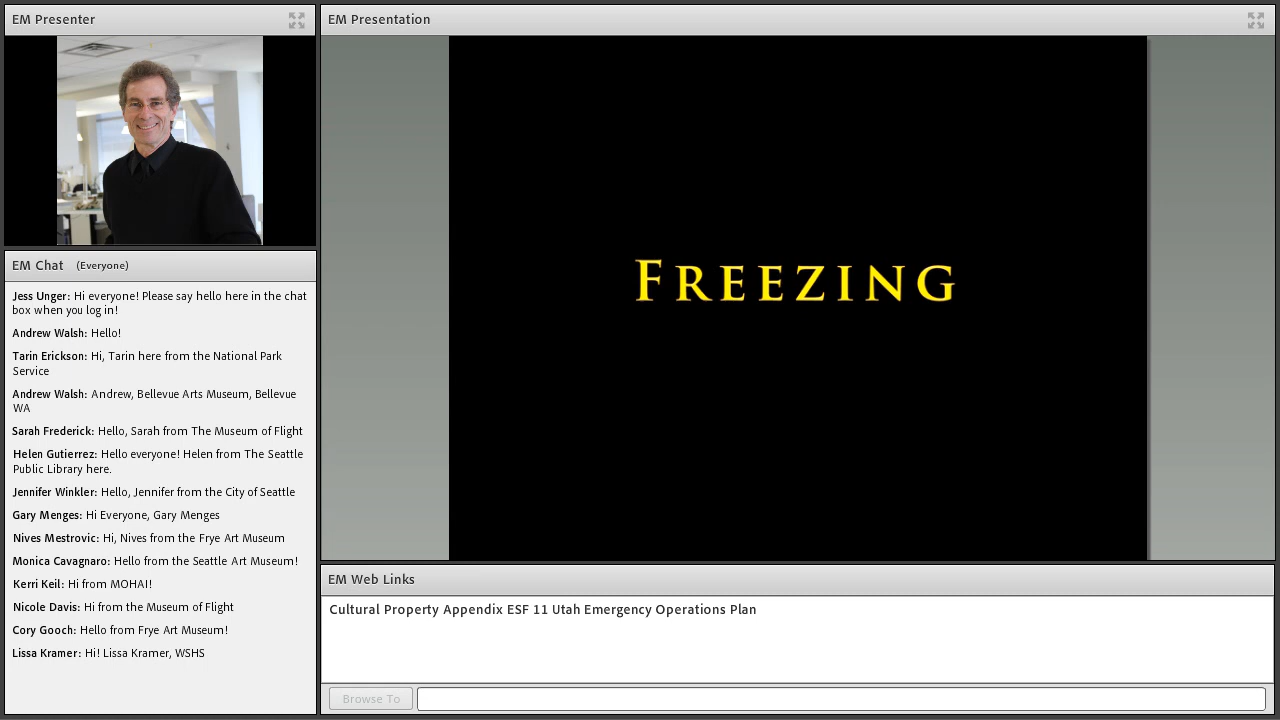 EM Presenter
EM Presentation
FREEZING
EM Chat (Everyone)
Jess Unger: Hi everyone! Please say hello here in the chat
box when you log in!
Andrew Walsh: Hello!
Tarin Erickson: Hi, Tarin here from the National Park
Service
Andrew Walsh: Andrew, Bellevue Arts Museum, Bellevue
WA
Sarah Frederick: Hello, Sarah from The Museum of Flight
Helen Gutierrez: Hello everyone! Helen from The Seattle
Public Library here.
Jennifer Winkler: Hello, Jennifer from the City of Seattle
Gary Menges: Hi Everyone, Gary Menges
Nives Mestrovic: Hi, Nives from the Frye Art Museum
Monica Cavagnaro: Hello from the Seattle Art Museum!
Kerri Keil: Hi from MOHAI!
Nicole Davis: Hi from the Museum of Flight
Cory Gooch: Hello from Frye Art Museum!
Lissa Kramer: Hi! Lissa Kramer, WSHS
EM Web Links
Cultural Property Appendix ESF 11 Utah Emergency Operations Plan
Browse To